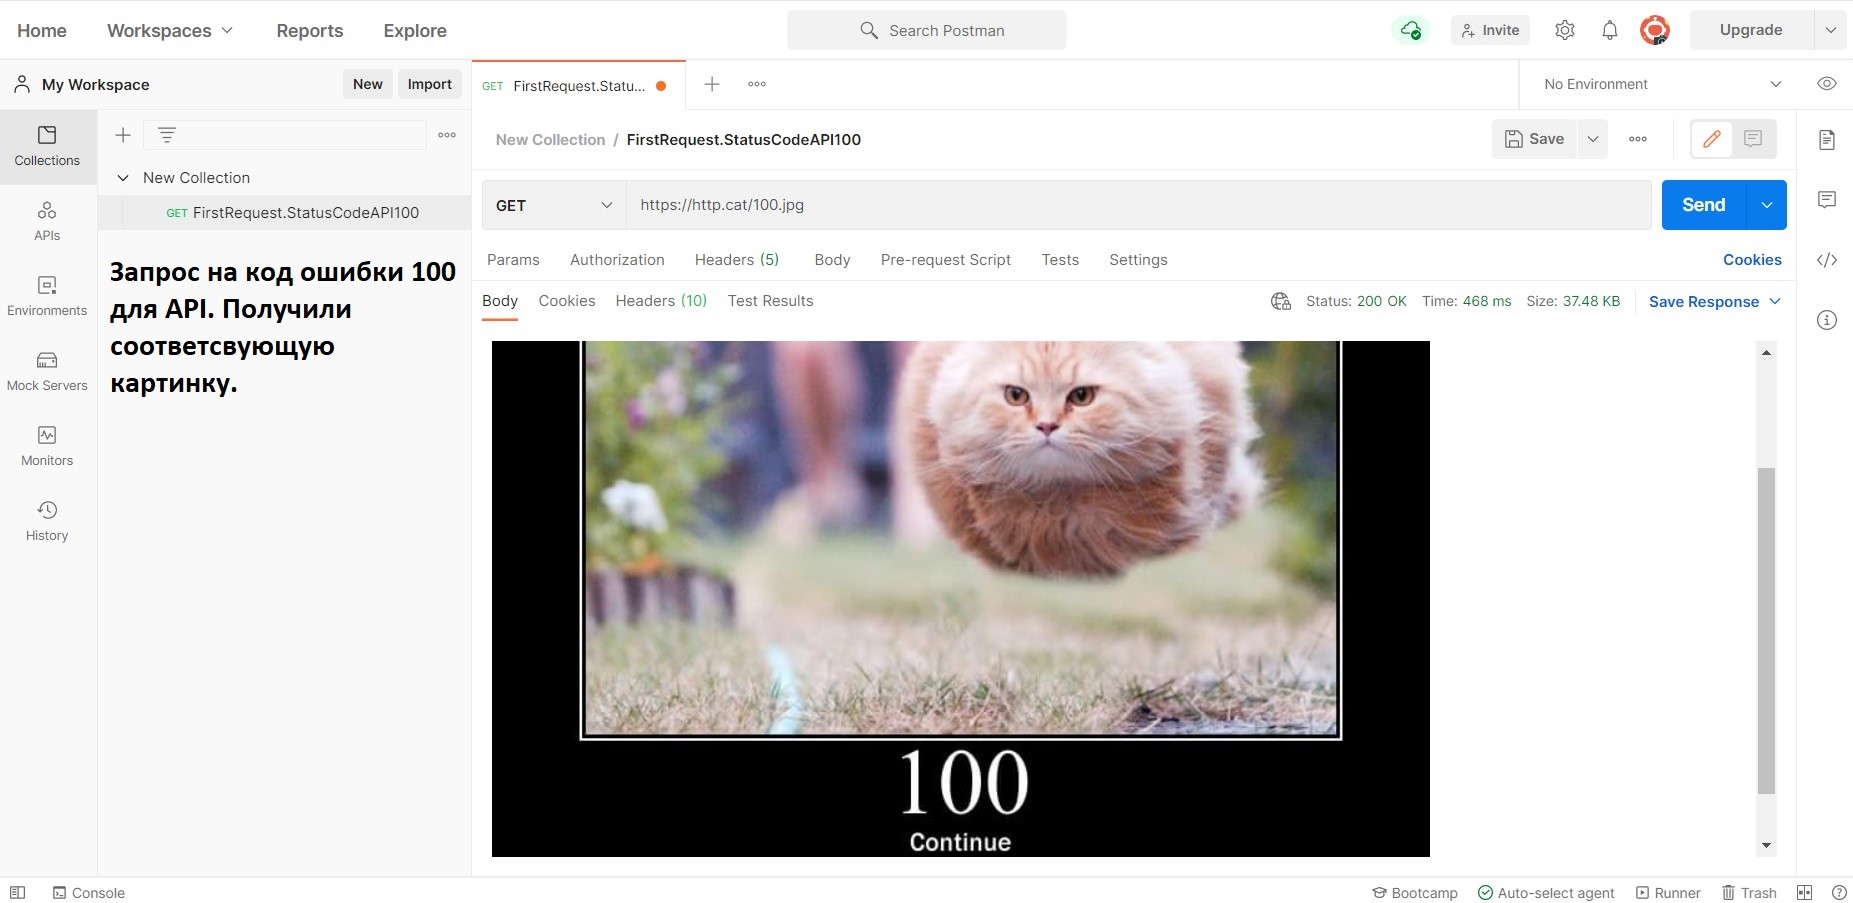 Home Workspaces Reports Explore Search Postman Invite Upgrade
My Workspace New Import GET FirstRequest.Statu... No Environment
New Collection / FirstRequest.StatusCodeAPI100 Save
Collections
New Collection
GET FirstRequest.StatusCodeAPI100
GET https://http.cat/100.jpg Send
APIs
Environments
Mock Servers
Monitors
History
Запрос на код ошибки 100
для API. Получили
соответсвующую
картинку.
Params Authorization Headers (5) Body Pre-request Script Tests Settings Cookies
Body Cookies Headers (10) Test Results Status: 200 OK Time: 468 ms Size: 37.48 KB Save Response
100
Continue
Console Bootcamp Auto-select agent Runner Trash